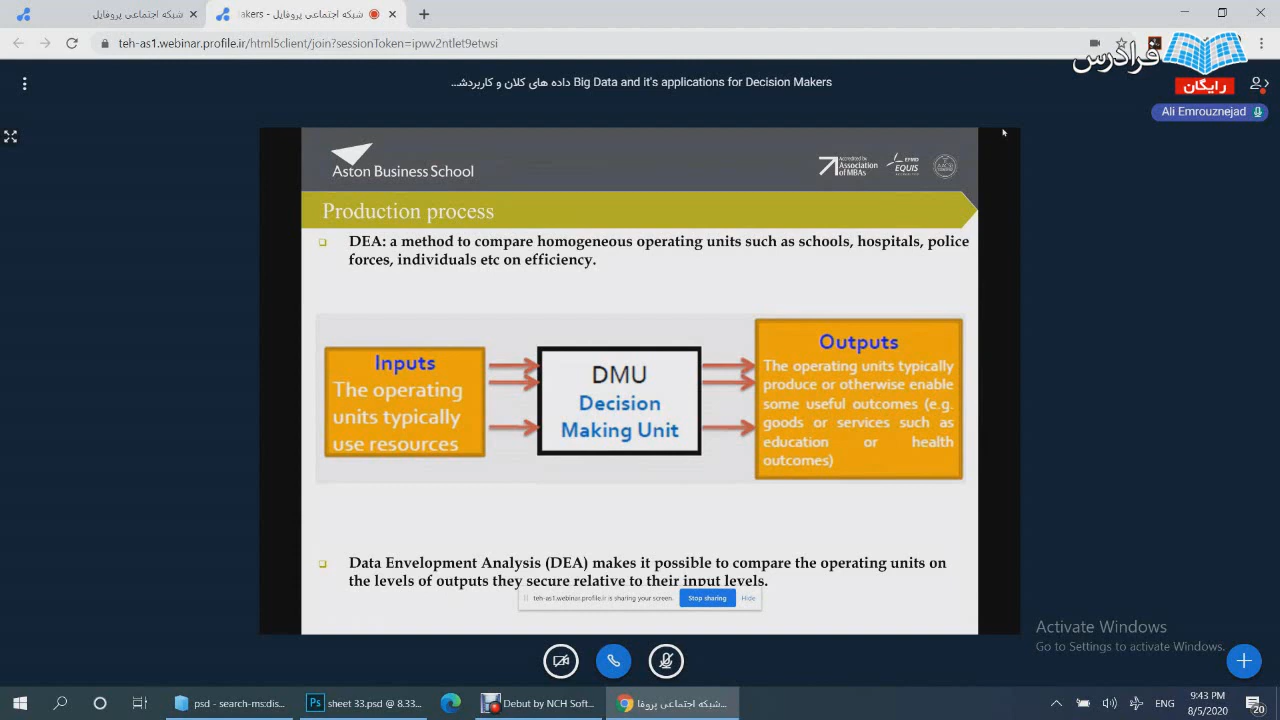 شبکه اجتماعی پروفایل
akers - شبکه اجتماعی پروفایل
teh-as1.webinar.profile.ir/html5client/join?sessionToken=ipwv2ntlet9etwsi
فرادرس
رایگان
داده های کلان و کاربردش... Big Data and it's applications for Decision Makers
Ali Emrouznejad
Aston Business School
Accredited by
Association
of MBAs
EFMD
EQUIS
Production process
DEA: a method to compare homogeneous operating units such as schools, hospitals, police
forces, individuals etc on efficiency.
Inputs
The operating
units typically
use resources
DMU
Decision
Making Unit
Outputs
The operating units typically
produce or otherwise enable
some useful outcomes (e.g.
goods or services such as
education or health
outcomes)
Data Envelopment Analysis (DEA) makes it possible to compare the operating units on
the levels of outputs they secure relative to their input levels.
teh-as1.webinar.profile.ir is sharing your screen.
Stop sharing
Hide
Activate Windows
Go to Settings to activate Windows.
psd - search-ms:dis...
sheet 33.psd @ 8.33...
Debut by NCH Soft...
شبکه اجتماعی پروفا...
ENG
9:43 PM
8/5/2020
20